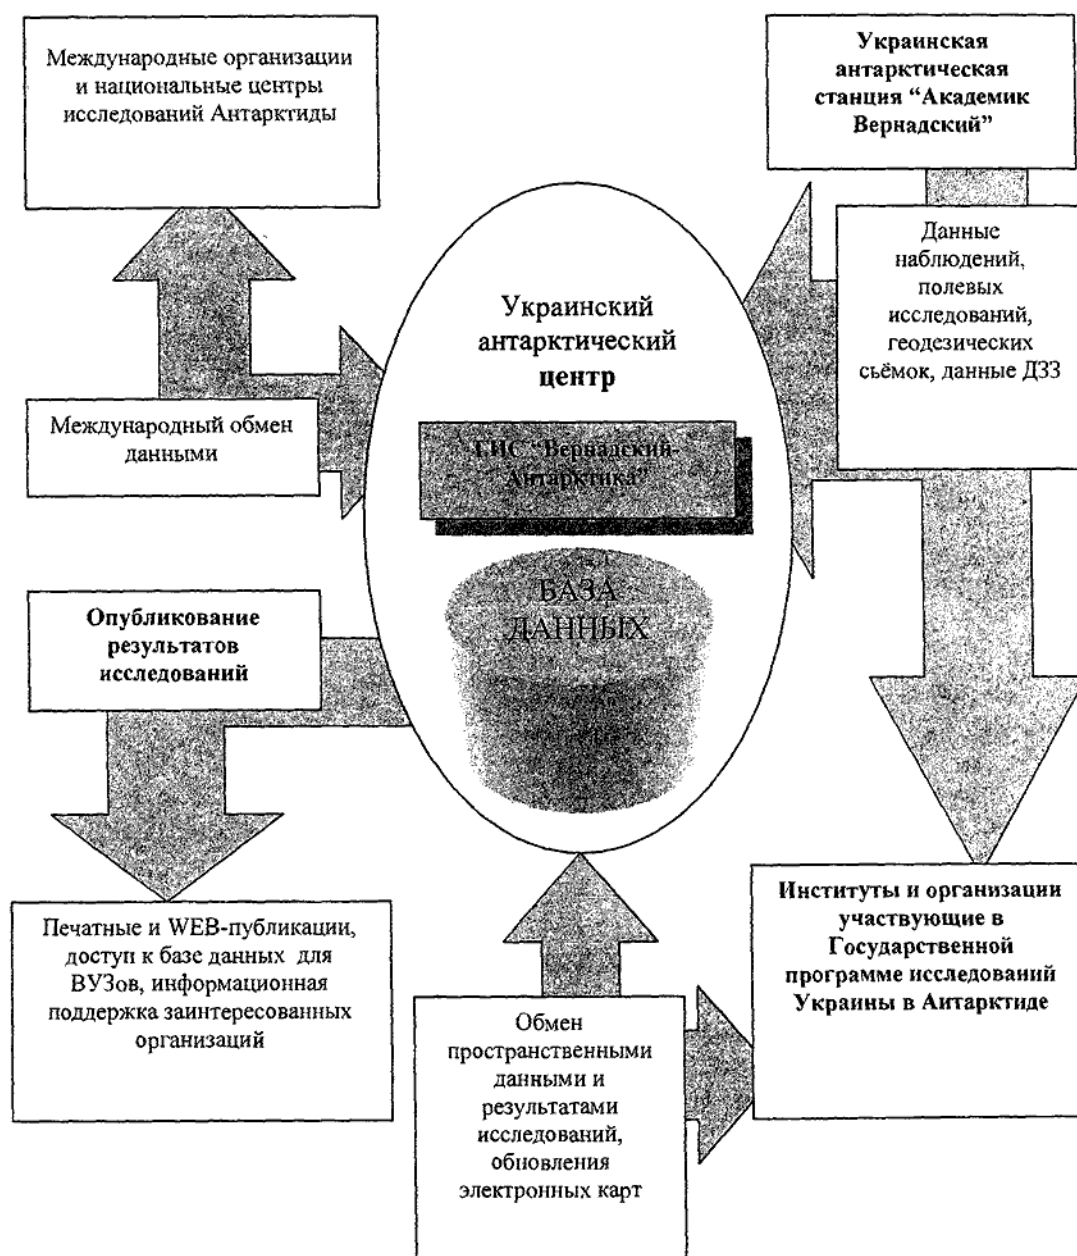 Международные организации
и национальные центры
исследований Антарктиды
Украинская
антарктическая
станция “Академик
Вернадский”
Данные
наблюдений,
полевых
исследований,
геодезических
сьёмок, данные ДЗЗ
Украинский
антарктический
центр
Международный обмен
данными
ГИС “Вернадский-
Антарктика”
БАЗА
ДАННЫХ
Опубликование
результатов
исследований
Печатные и WEB-публикации,
доступ к базе данных для
ВУЗов, информационная
поддержка заинтересованных
организаций
Институты и организации
участвующие в
Государственной
программе исследований
Украины в Антарктиде
Обмен
пространственными
данными и
результатами
исследований,
обновления
электронных карт